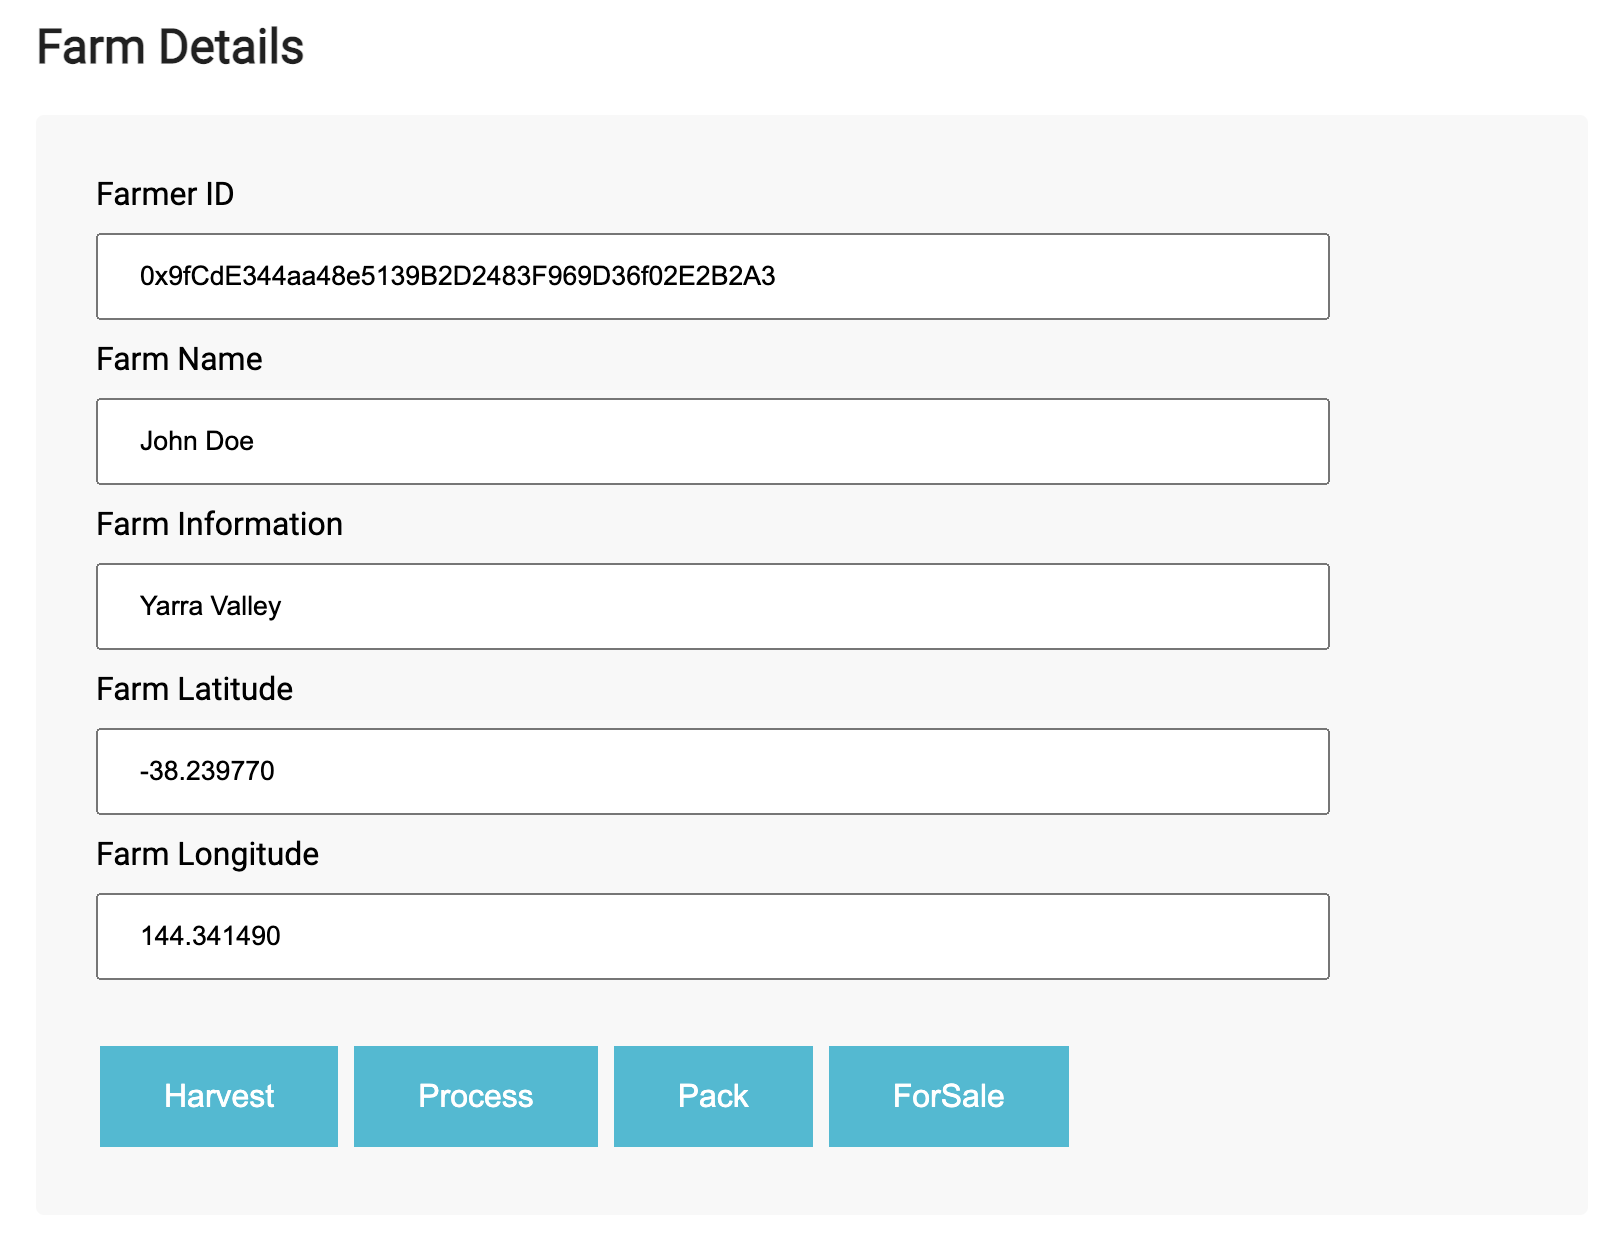 Farm Details
Farmer ID
0x9fCdE344aa48e5139B2D2483F969D36f02E2B2A3
Farm Name
John Doe
Farm Information
Yarra Valley
Farm Latitude
-38.239770
Farm Longitude
144.341490
Harvest Process Pack ForSale